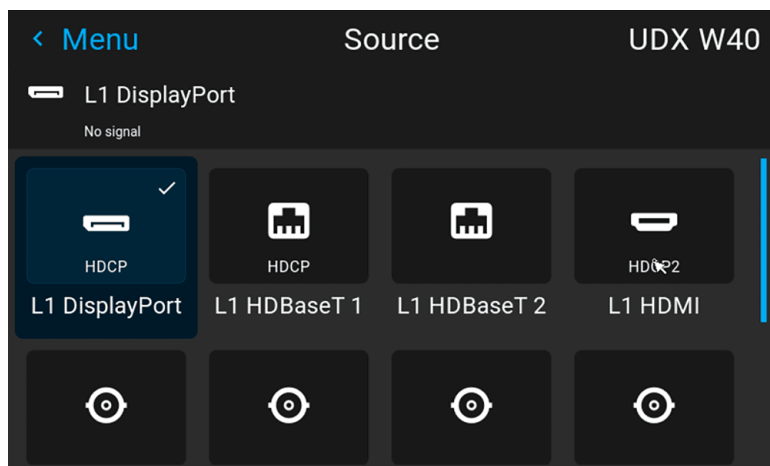 Menu
Source
UDX W40
L1 DisplayPort
No signal
HDCP
HDCP
HDCP2
L1 DisplayPort
L1 HDBaseT 1
L1 HDBaseT 2
L1 HDMI